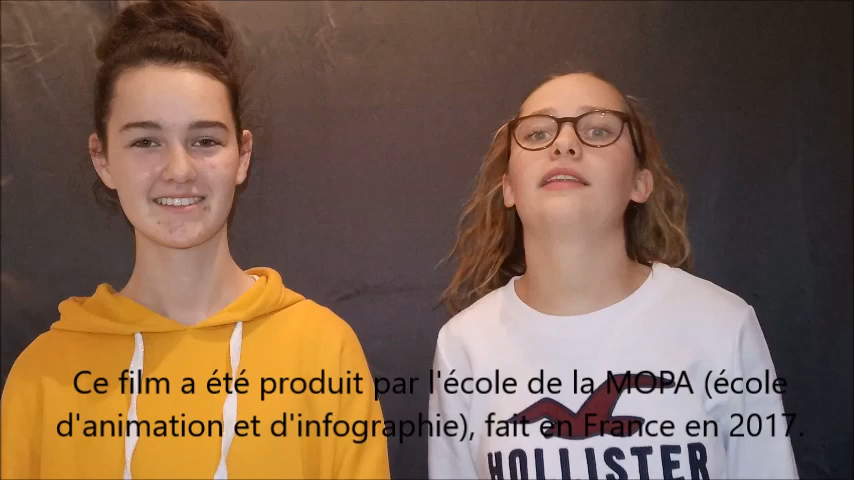 Ce film a été produit par l'école de la MOPA (école
d'animation et d'infographie), fait en France en 2017.
HOLLISTER